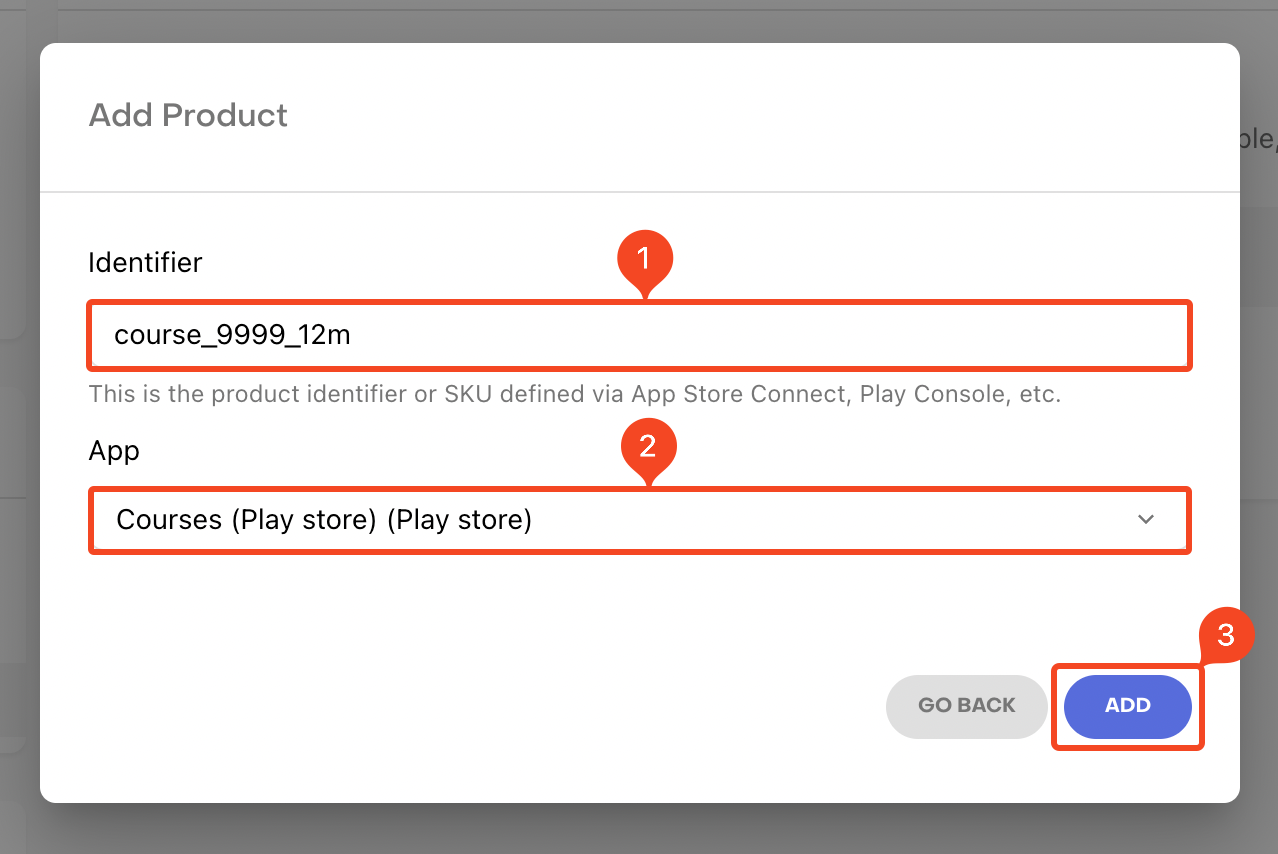 Add Product
ble,
Identifier
1
course_9999_12m
This is the product identifier or SKU defined via App Store Connect, Play Console, etc.
App
2
Courses (Play store) (Play store)
3
GO BACK
ADD